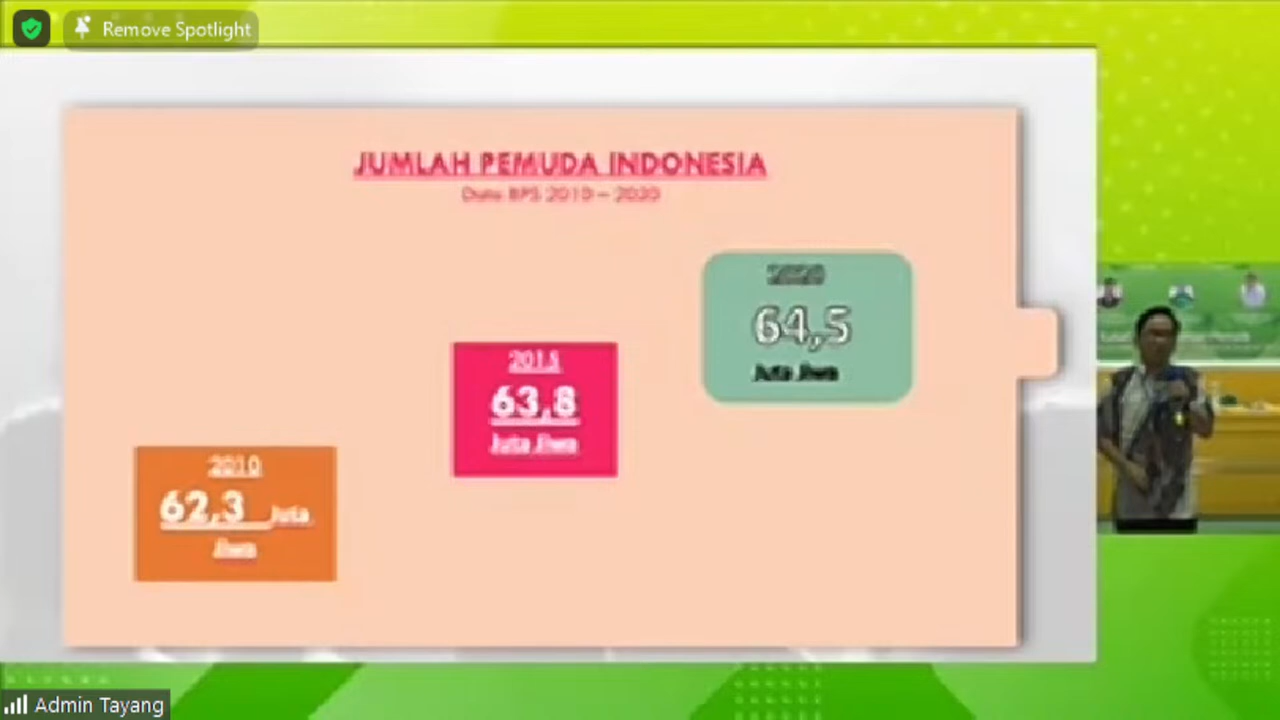 Remove Spotlight
JUMLAH PEMUDA INDONESIA
Data BPS 2010 – 2020
2020
64,5
Juta Jiwa
2015
63,8
Juta Jiwa
2010
62,3 Juta
Jiwa
Admin Tayang